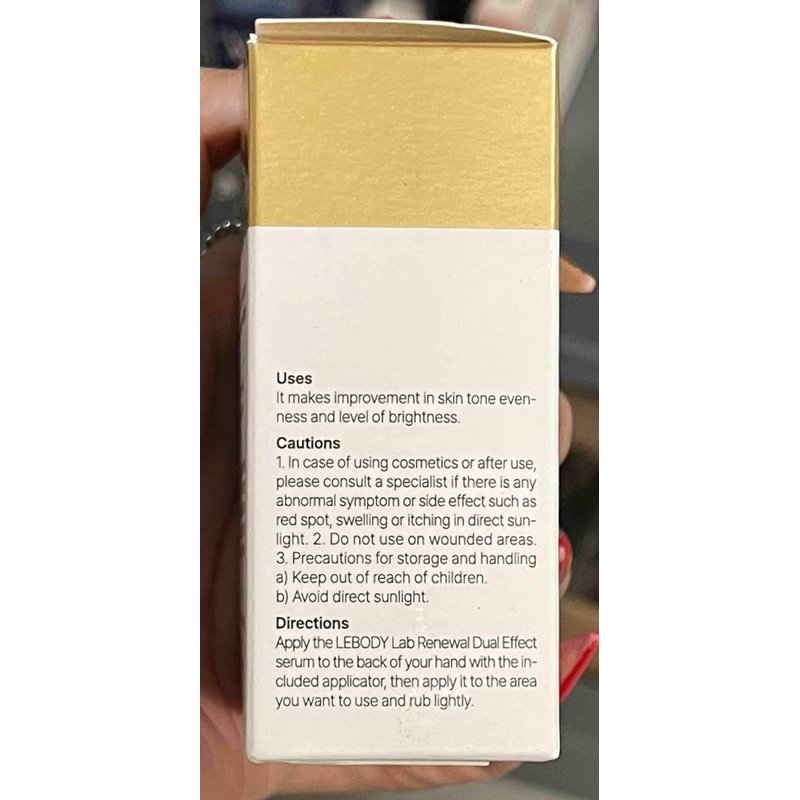 Uses
It makes improvement in skin tone even-
ness and level of brightness.
Cautions
1. In case of using cosmetics or after use,
please consult a specialist if there is any
abnormal symptom or side effect such as
red spot, swelling or itching in direct sun-
light. 2. Do not use on wounded areas.
3. Precautions for storage and handling
a) Keep out of reach of children.
b) Avoid direct sunlight.
Directions
Apply the LEBODY Lab Renewal Dual Effect
serum to the back of your hand with the in-
cluded applicator, then apply it to the area
you want to use and rub lightly.